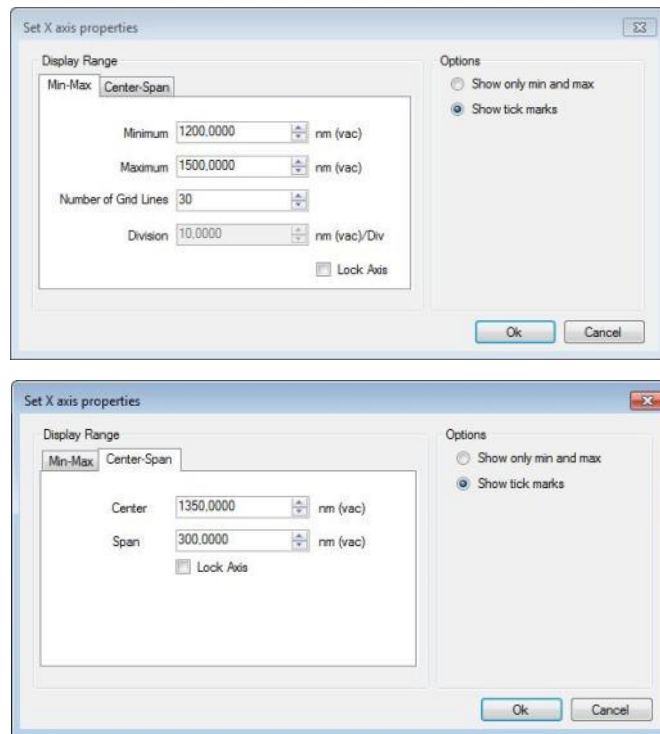 Set X axis properties
Display Range
Options
Min-Max Center-Span
Show only min and max
Show tick marks
Minimum 1200,0000 nm (vac)
Maximum 1500,0000 nm (vac)
Number of Grid Lines 30
Division 10,0000 nm (vac)/Div
Lock Axis
Ok Cancel
Set X axis properties
Display Range
Options
Min-Max Center-Span
Show only min and max
Show tick marks
Center 1350,0000 nm (vac)
Span 300,0000 nm (vac)
Lock Axis
Ok Cancel